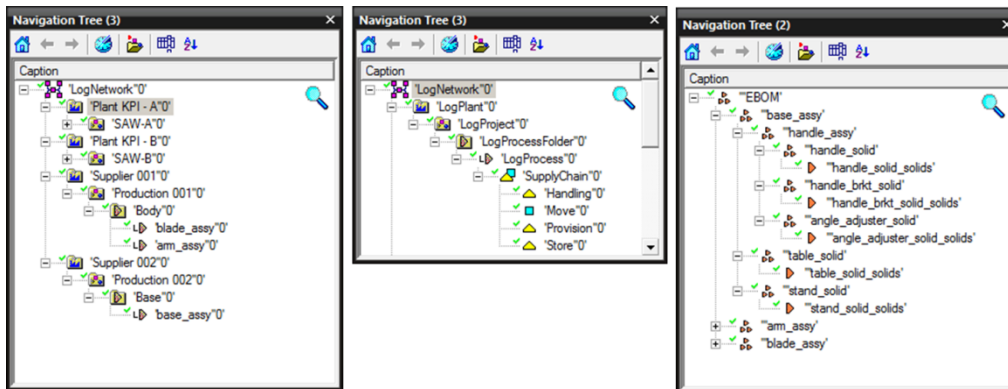 Navigation Tree (3)
Caption
'LogNetwork"0'
'Plant KPI - A"0'
'SAW-A"0'
'Plant KPI - B"0'
'SAW-B"0'
'Supplier 001"0'
'Production 001"0'
'Body"0'
'blade_assy"0'
'arm_assy"0'
'Supplier 002"0'
'Production 002"0'
'Base"0'
'base_assy"0'
Navigation Tree (3)
Caption
'LogNetwork"0'
'LogPlant"0'
'LogProject"0'
'LogProcessFolder"0'
'LogProcess"0'
'SupplyChain"0'
'Handling"0'
'Move"0'
'Provision"0'
'Store"0'
Navigation Tree (2)
Caption
'"EBOM'
'"base_assy'
'"handle_assy'
'"handle_solid'
'"handle_solid_solids'
'"handle_brkt_solid'
'"handle_brkt_solid_solids'
'"angle_adjuster_solid'
'"angle_adjuster_solid_solids'
'"table_solid'
'"table_solid_solids'
'"stand_solid'
'"stand_solid_solids'
'"arm_assy'
'"blade_assy'